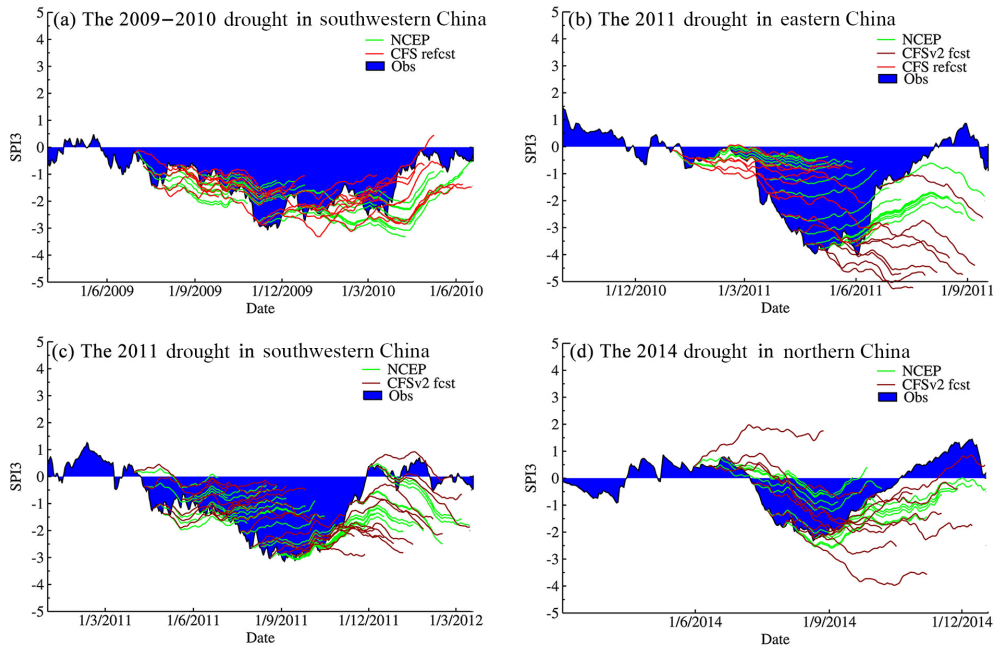 (a) The 2009−2010 drought in southwestern China
NCEP
CFS refcst
Obs
5
4
3
2
1
0
-1
-2
-3
-4
-5
SPI3
1/6/2009
1/9/2009
1/12/2009
1/3/2010
1/6/2010
Date
(b) The 2011 drought in eastern China
NCEP
CFSv2 fcst
CFS refcst
Obs
5
4
3
2
1
0
-1
-2
-3
-4
-5
SPI3
1/12/2010
1/3/2011
1/6/2011
1/9/2011
Date
(c) The 2011 drought in southwestern China
NCEP
CFSv2 fcst
Obs
5
4
3
2
1
0
-1
-2
-3
-4
-5
SPI3
1/3/2011
1/6/2011
1/9/2011
1/12/2011
1/3/2012
Date
(d) The 2014 drought in northern China
NCEP
CFSv2 fcst
Obs
5
4
3
2
1
0
-1
-2
-3
-4
-5
SPI3
1/6/2014
1/9/2014
1/12/2014
Date